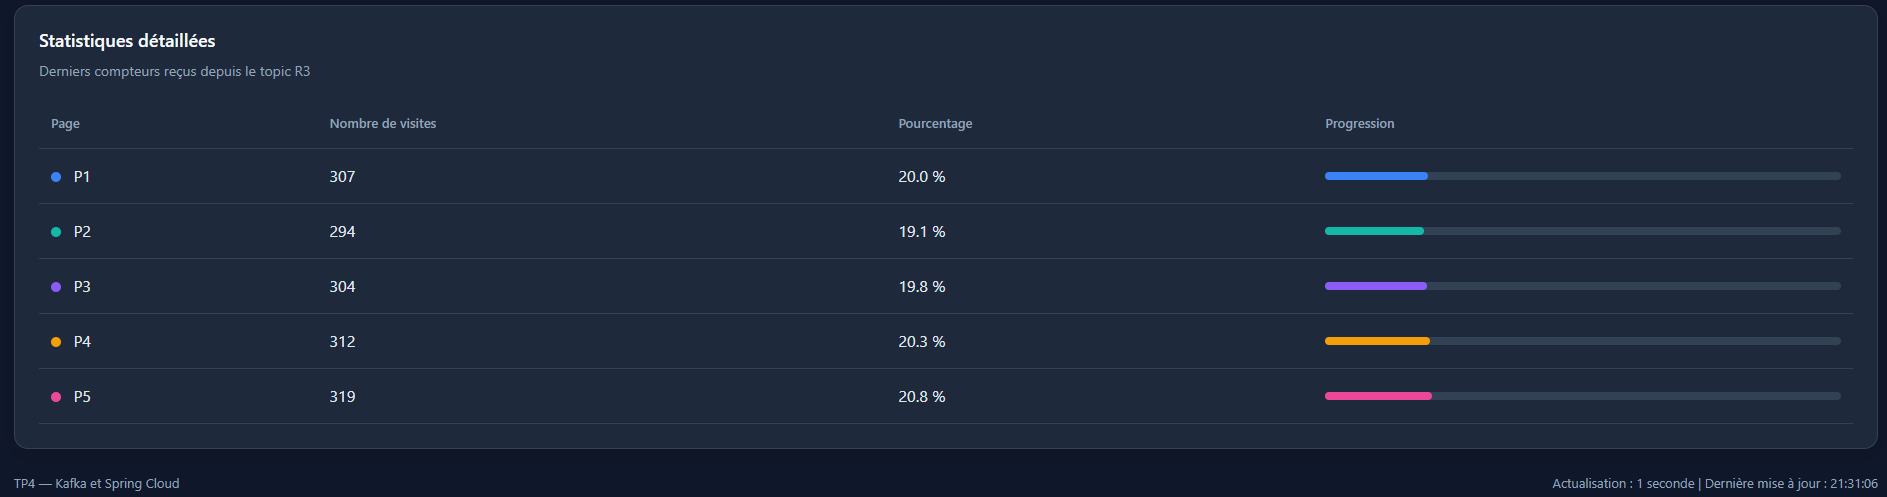 Statistiques détaillées
Derniers compteurs reçus depuis le topic R3
Page Nombre de visites Pourcentage Progression
P1 307 20.0 %
P2 294 19.1 %
P3 304 19.8 %
P4 312 20.3 %
P5 319 20.8 %
TP4 — Kafka et Spring Cloud Actualisation : 1 seconde | Dernière mise à jour : 21:31:06